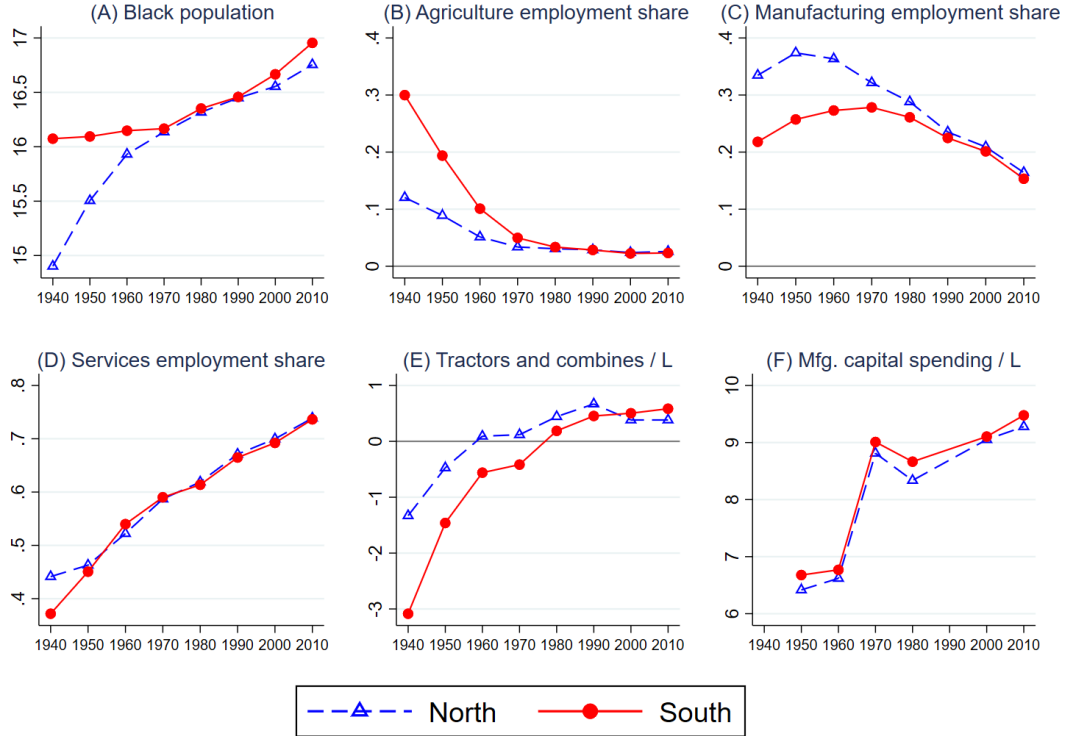 (A) Black population
17
16.5
16
15.5
15
1940 1950 1960 1970 1980 1990 2000 2010
(B) Agriculture employment share
.4
.3
.2
.1
0
1940 1950 1960 1970 1980 1990 2000 2010
(C) Manufacturing employment share
.4
.3
.2
.1
0
1940 1950 1960 1970 1980 1990 2000 2010
(D) Services employment share
.8
.7
.6
.5
.4
1940 1950 1960 1970 1980 1990 2000 2010
(E) Tractors and combines / L
1
0
-1
-2
-3
1940 1950 1960 1970 1980 1990 2000 2010
(F) Mfg. capital spending / L
10
9
8
7
6
1940 1950 1960 1970 1980 1990 2000 2010
North South